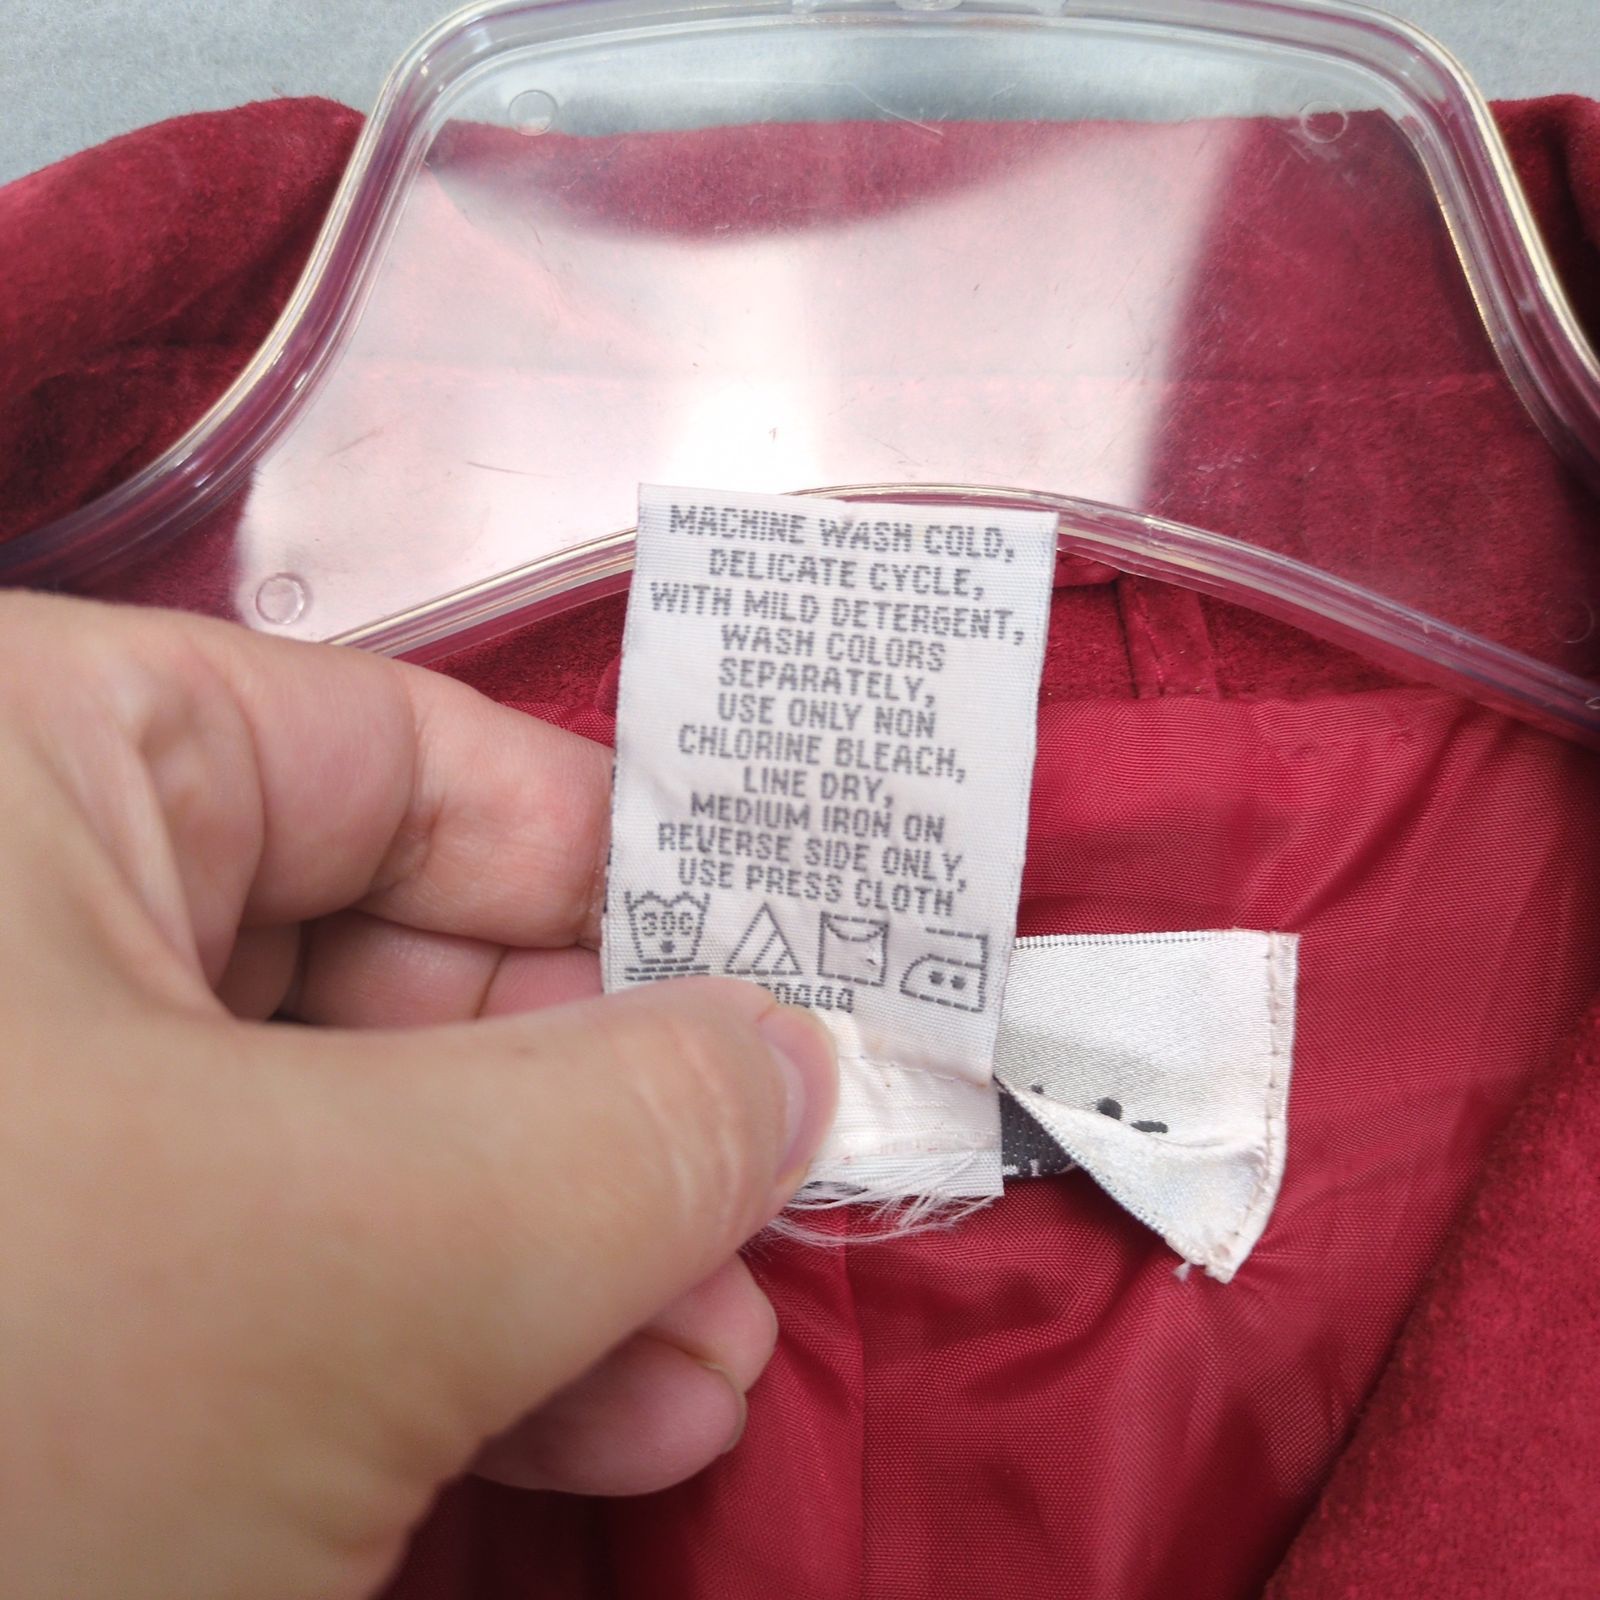 MACHINE WASH COLD,
DELICATE CYCLE,
WITH MILD DETERGENT,
WASH COLORS
SEPARATELY,
USE ONLY NON
CHLORINE BLEACH,
LINE DRY,
MEDIUM IRON ON
REVERSE SIDE ONLY,
USE PRESS CLOTH
30C